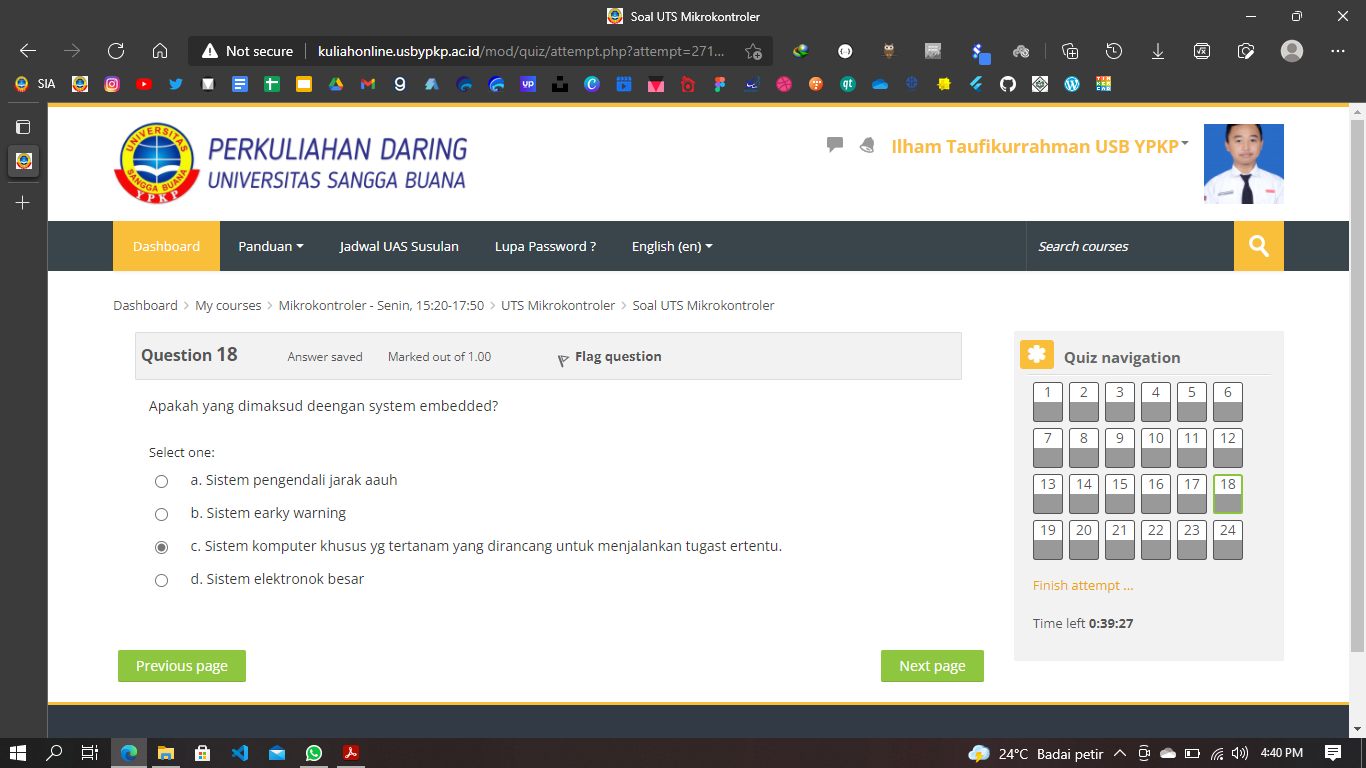 Soal UTS Mikrokontroler
Not secure
kuliahonline.usbypkp.ac.id/mod/quiz/attempt.php?attempt=271...
SIA
UNIVERSITAS
SANGGA BUANA
YPKP
PERKULIAHAN DARING
UNIVERSITAS SANGGA BUANA
Ilham Taufikurrahman USB YPKP
Dashboard
Panduan
Jadwal UAS Susulan
Lupa Password ?
English (en)
Search courses
Dashboard > My courses > Mikrokontroler - Senin, 15:20-17:50 > UTS Mikrokontroler > Soal UTS Mikrokontroler
Question 18
Answer saved
Marked out of 1.00
Flag question
Apakah yang dimaksud deengan system embedded?
Select one:
a. Sistem pengendali jarak aauh
b. Sistem earky warning
c. Sistem komputer khusus yg tertanam yang dirancang untuk menjalankan tugast ertentu.
d. Sistem elektronok besar
Previous page
Next page
Quiz navigation
1 2 3 4 5 6
7 8 9 10 11 12
13 14 15 16 17 18
19 20 21 22 23 24
Finish attempt ...
Time left 0:39:27
24°C Badai petir
4:40 PM